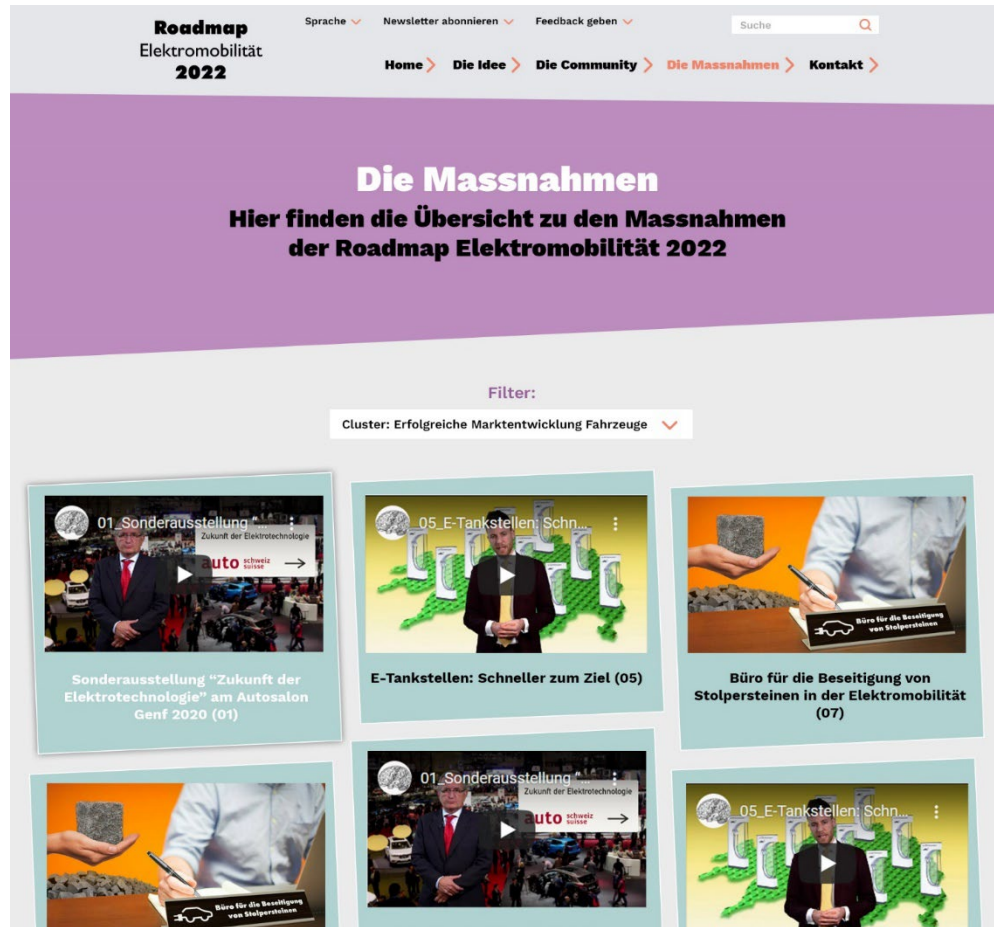 Roadmap
Elektromobilität
2022
Sprache
Newsletter abonnieren
Feedback geben
Suche
Home
Die Idee
Die Community
Die Massnahmen
Kontakt
Die Massnahmen
Hier finden die Übersicht zu den Massnahmen
der Roadmap Elektromobilität 2022
Filter:
Cluster: Erfolgreiche Marktentwicklung Fahrzeuge
01_Sonderausstellung "...
Zukunft der Elektrotechnologie
auto schweiz
suisse
Sonderausstellung “Zukunft der
Elektrotechnologie” am Autosalon
Genf 2020 (01)
05_E-Tankstellen: Schn...
E-Tankstellen: Schneller zum Ziel (05)
Büro für die Beseitigung
von Stolpersteinen
Büro für die Beseitigung von
Stolpersteinen in der Elektromobilität
(07)
Büro für die Beseitigung
von Stolpersteinen
01_Sonderausstellung "...
Zukunft der Elektrotechnologie
auto schweiz
suisse
05_E-Tankstellen: Schn...